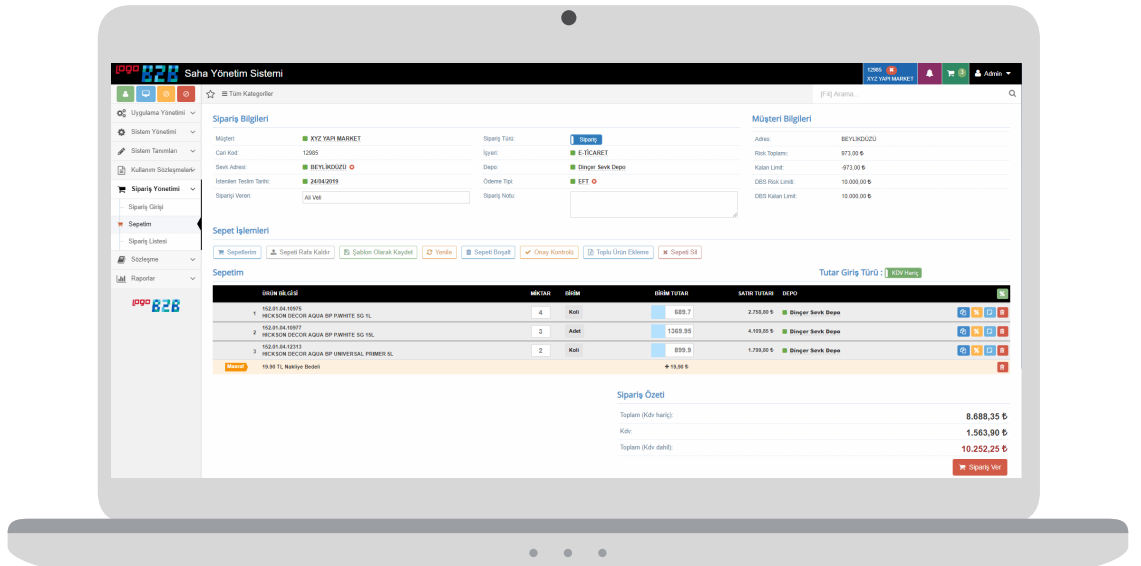 logo B2B Saha Yönetim Sistemi
12985
XYZ YAPI MARKET
3
Admin
Tüm Kategoriler
[F4] Arama...
Uygulama Yönetimi
Sistem Yönetimi
Sistem Tanımları
Kullanım Sözleşmeleri
Sipariş Yönetimi
Sipariş Girişi
Sepetim
Sipariş Listesi
Sözleşme
Raporlar
logo B2B
Sipariş Bilgileri
Müşteri: XYZ YAPI MARKET
Cari Kod: 12985
Sevk Adresi: BEYLİKDÜZÜ
İstenilen Teslim Tarihi: 24/04/2019
Siparişi Veren: Ali Veli
Sipariş Türü: Sipariş
İşyeri: E-TİCARET
Depo: Dinçer Sevk Depo
Ödeme Tipi: EFT
Sipariş Notu:
Müşteri Bilgileri
Adres: BEYLİKDÜZÜ
Risk Toplamı: 973,00 ₺
Kalan Limit: -973,00 ₺
DBS Risk Limiti: 10.000,00 ₺
DBS Kalan Limit: 10.000,00 ₺
Sepet İşlemleri
Sepetlerim Sepeti Rafa Kaldır Şablon Olarak Kaydet Yenile Sepeti Boşalt Onay Kontrolü Toplu Ürün Ekleme Sepeti Sil
Sepetim
Tutar Giriş Türü : KDV Hariç
ÜRÜN BİLGİSİ MİKTAR BİRİM BİRİM TUTAR SATIR TUTARI DEPO
152.01.04.10975
1 HICKSON DECOR AQUA BP P.WHITE SG 1L 4 Koli 689.7 2.758,80 ₺ Dinçer Sevk Depo
152.01.04.10977
2 HICKSON DECOR AQUA BP P.WHITE SG 15L 3 Adet 1369.95 4.109,85 ₺ Dinçer Sevk Depo
152.01.84.12313
3 HICKSON DECOR AQUA BP UNIVERSAL PRIMER 5L 2 Koli 899.9 1.799,80 ₺ Dinçer Sevk Depo
Masraf 19.90 TL Nakliye Bedeli + 19,90 ₺
Sipariş Özeti
Toplam (Kdv hariç): 8.688,35 ₺
Kdv: 1.563,90 ₺
Toplam (Kdv dahil): 10.252,25 ₺
Sipariş Ver